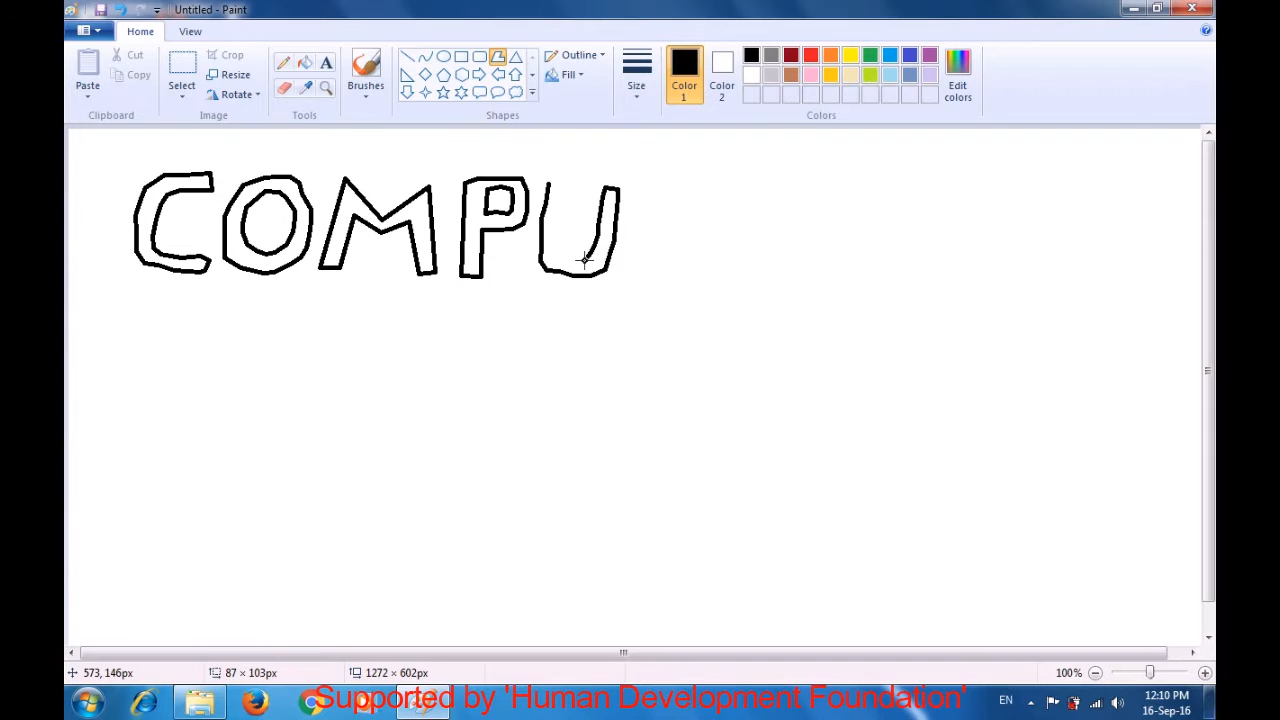 Untitled - Paint
Home View
Cut
Copy
Paste
Clipboard
Crop
Resize
Rotate
Select
Image
A
Tools
Brushes
Outline
Fill
Shapes
Size
Color 1
Color 2
Edit colors
Colors
COMPU
573, 146px
87 × 103px
1272 × 602px
100%
Supported by 'Human Development Foundation'
EN
12:10 PM
16-Sep-16